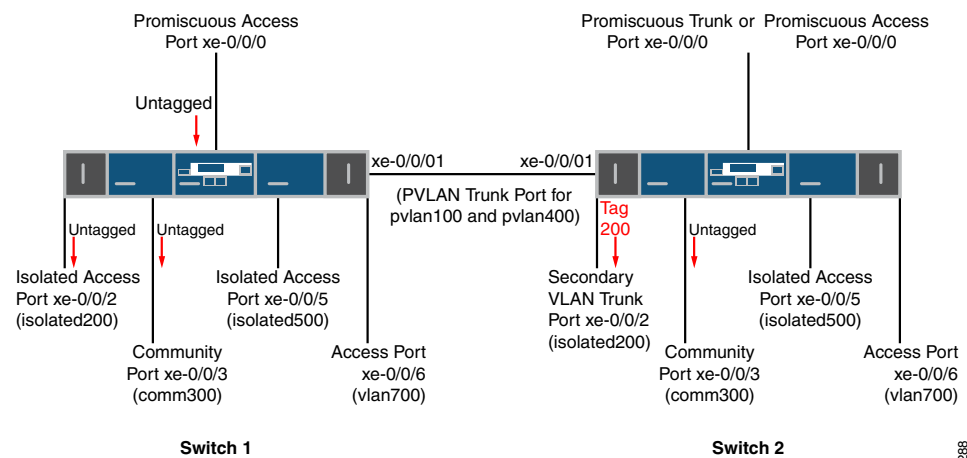 Promiscuous Access
Port xe-0/0/0
Promiscuous Trunk or Promiscuous Access
Port xe-0/0/0 Port xe-0/0/0
Untagged
xe-0/0/01
xe-0/0/01
(PVLAN Trunk Port for
pvlan100 and pvlan400)
Untagged
Untagged
Tag
200
Untagged
Isolated Access
Port xe-0/0/2
(isolated200)
Isolated Access
Port xe-0/0/5
(isolated500)
Secondary
VLAN Trunk
Port xe-0/0/2
(isolated200)
Isolated Access
Port xe-0/0/5
(isolated500)
Community
Port xe-0/0/3
(comm300)
Access Port
xe-0/0/6
(vlan700)
Community
Port xe-0/0/3
(comm300)
Access Port
xe-0/0/6
(vlan700)
Switch 1
Switch 2